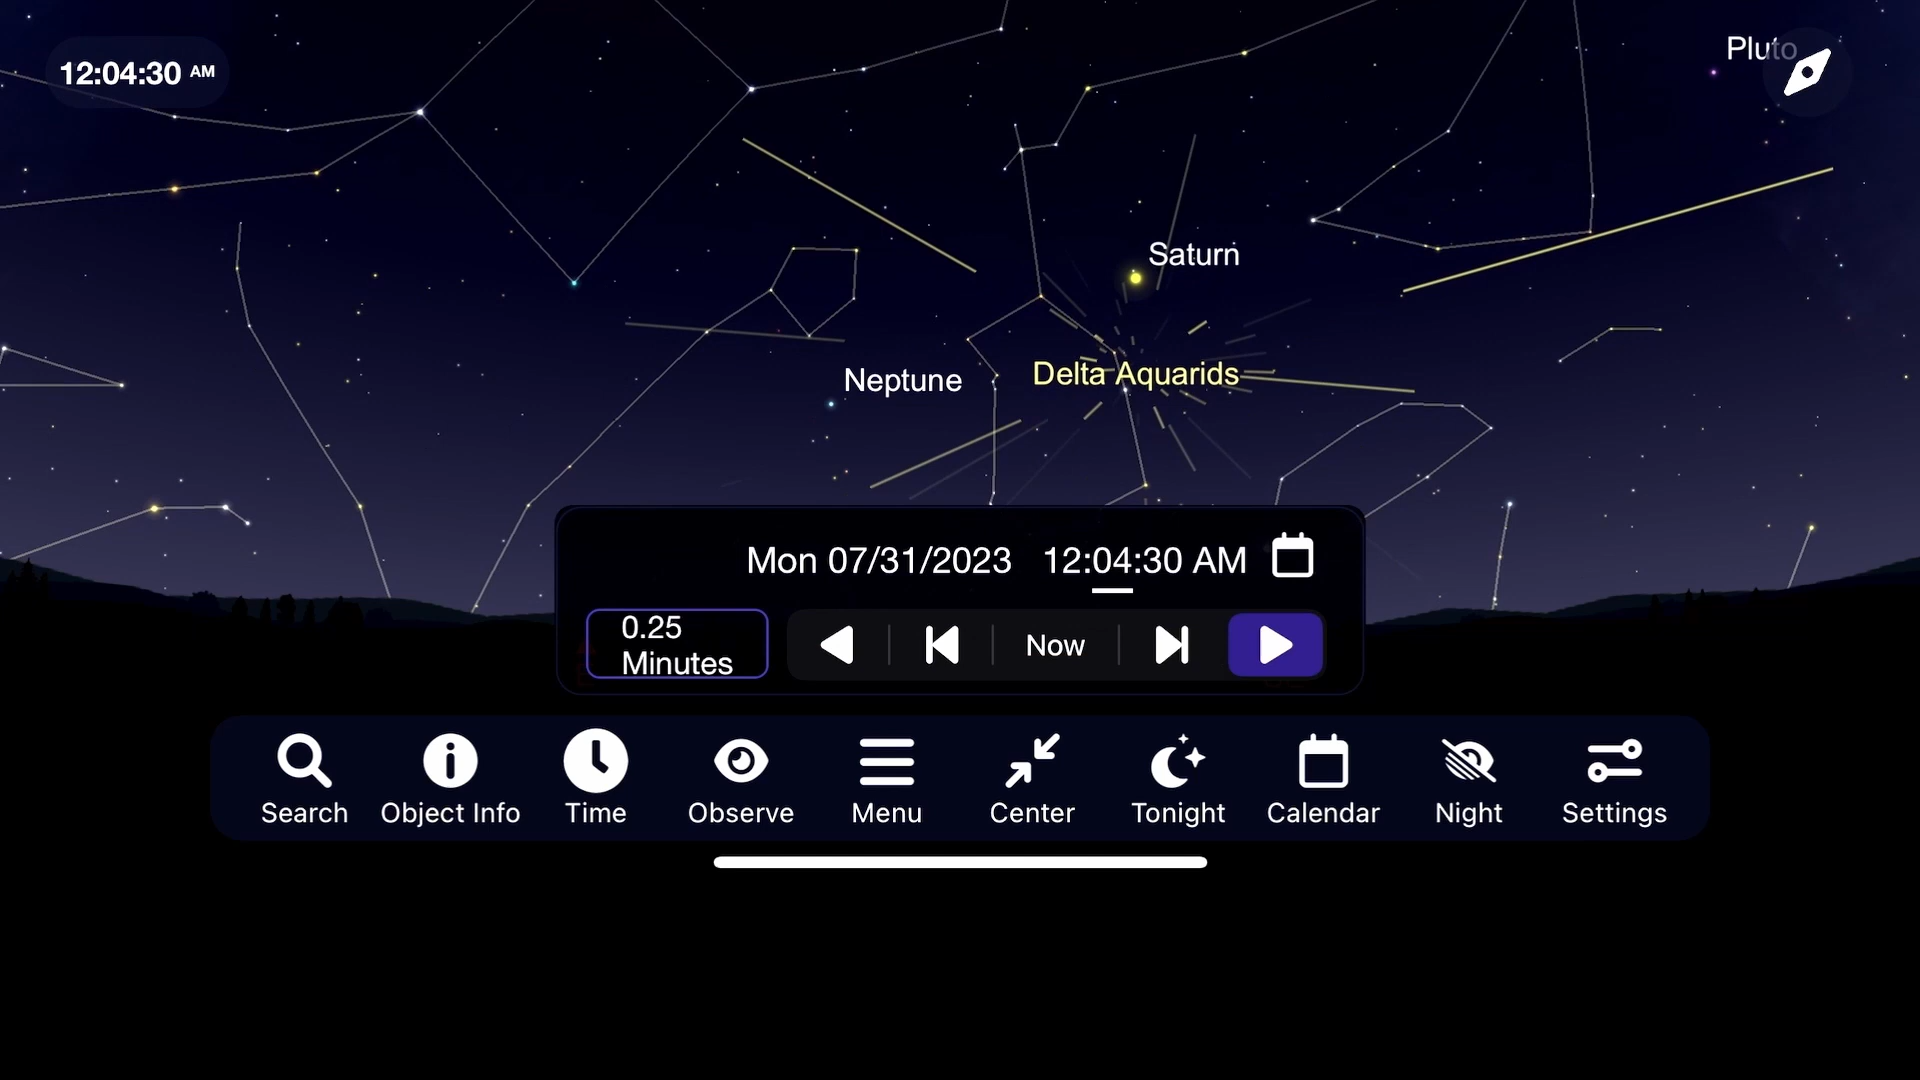 Pluto
12:04:30 AM
Saturn
Delta Aquarids
Neptune
Mon 07/31/2023 12:04:30 AM
0.25
Minutes
Now
Search Object Info Time Observe Menu Center Tonight Calendar Night Settings